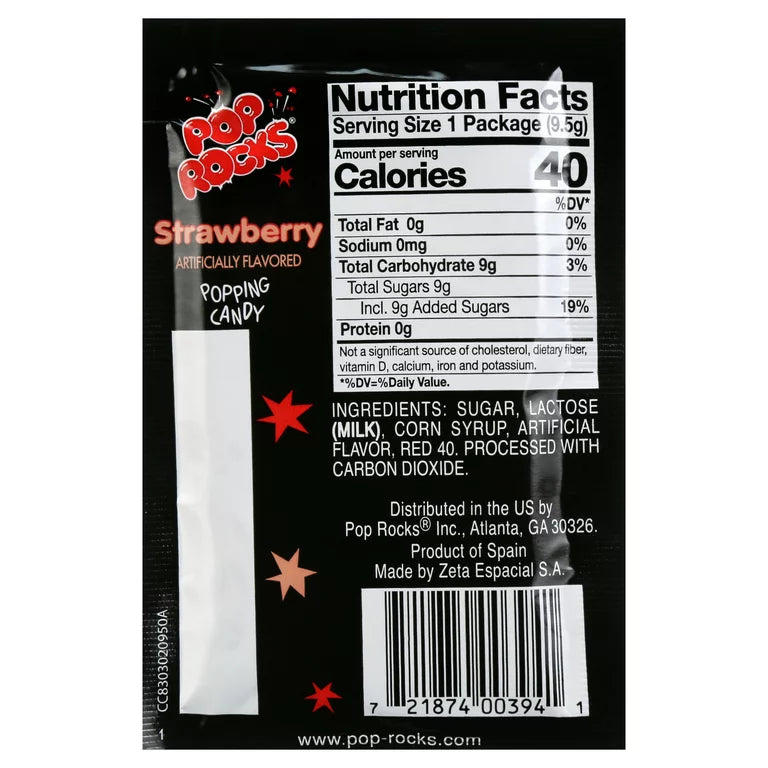 POP
ROCKS®
Strawberry
ARTIFICIALLY FLAVORED
POPPING
CANDY
Nutrition Facts
Serving Size 1 Package (9.5g)
Amount per serving
Calories 40
%DV*
Total Fat 0g 0%
Sodium 0mg 0%
Total Carbohydrate 9g 3%
Total Sugars 9g
Incl. 9g Added Sugars 19%
Protein 0g
Not a significant source of cholesterol, dietary fiber,
vitamin D, calcium, iron and potassium.
*%DV=%Daily Value.
INGREDIENTS: SUGAR, LACTOSE
(MILK), CORN SYRUP, ARTIFICIAL
FLAVOR, RED 40. PROCESSED WITH
CARBON DIOXIDE.
Distributed in the US by
Pop Rocks® Inc., Atlanta, GA 30326.
Product of Spain
Made by Zeta Espacial S.A.
7 21874 00394 1
CC8303020950A
1
www.pop-rocks.com